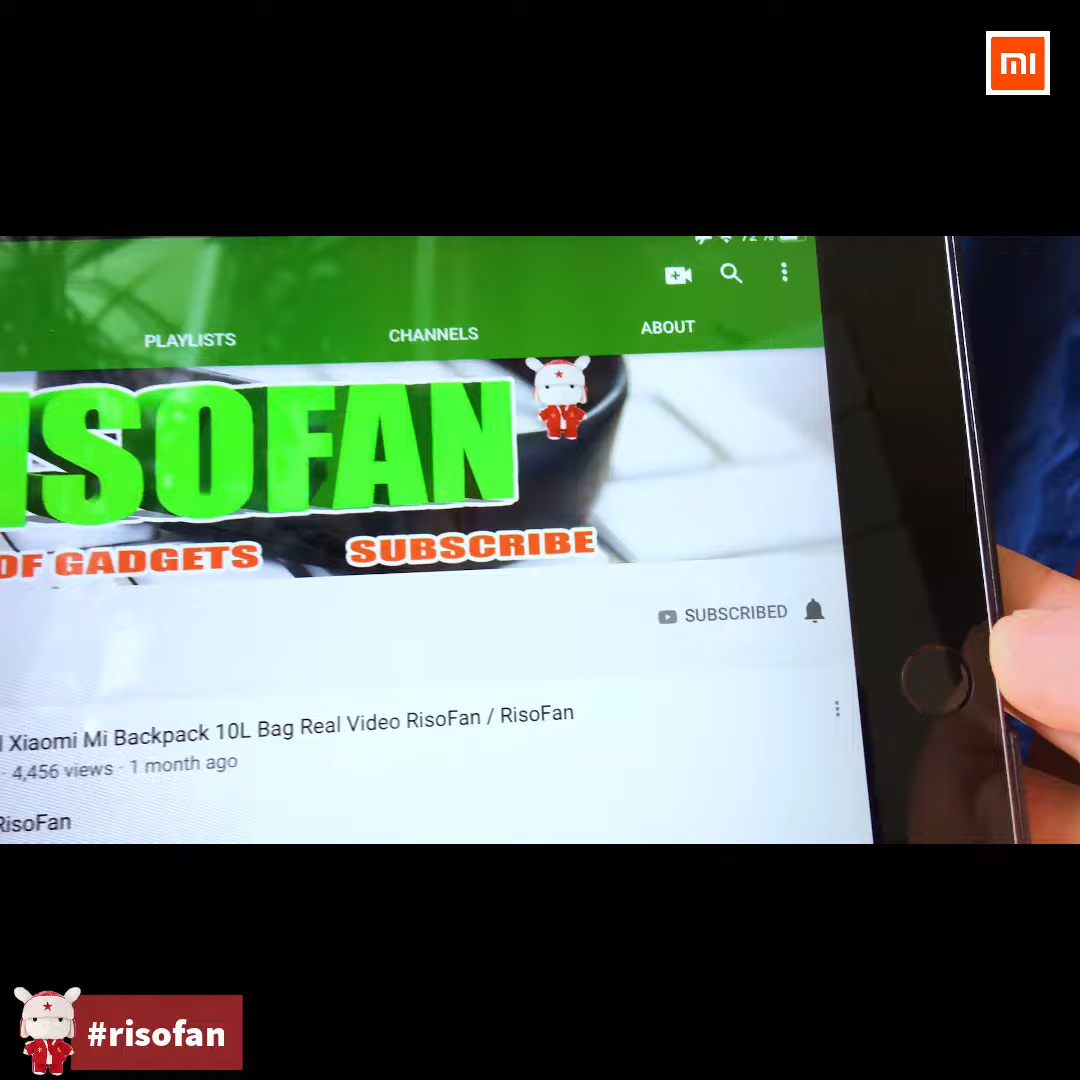 mi
72 %
PLAYLISTS CHANNELS ABOUT
ISOFAN
OF GADGETS SUBSCRIBE
SUBSCRIBED
Xiaomi Mi Backpack 10L Bag Real Video RisoFan / RisoFan
· 4,456 views · 1 month ago
RisoFan
#risofan